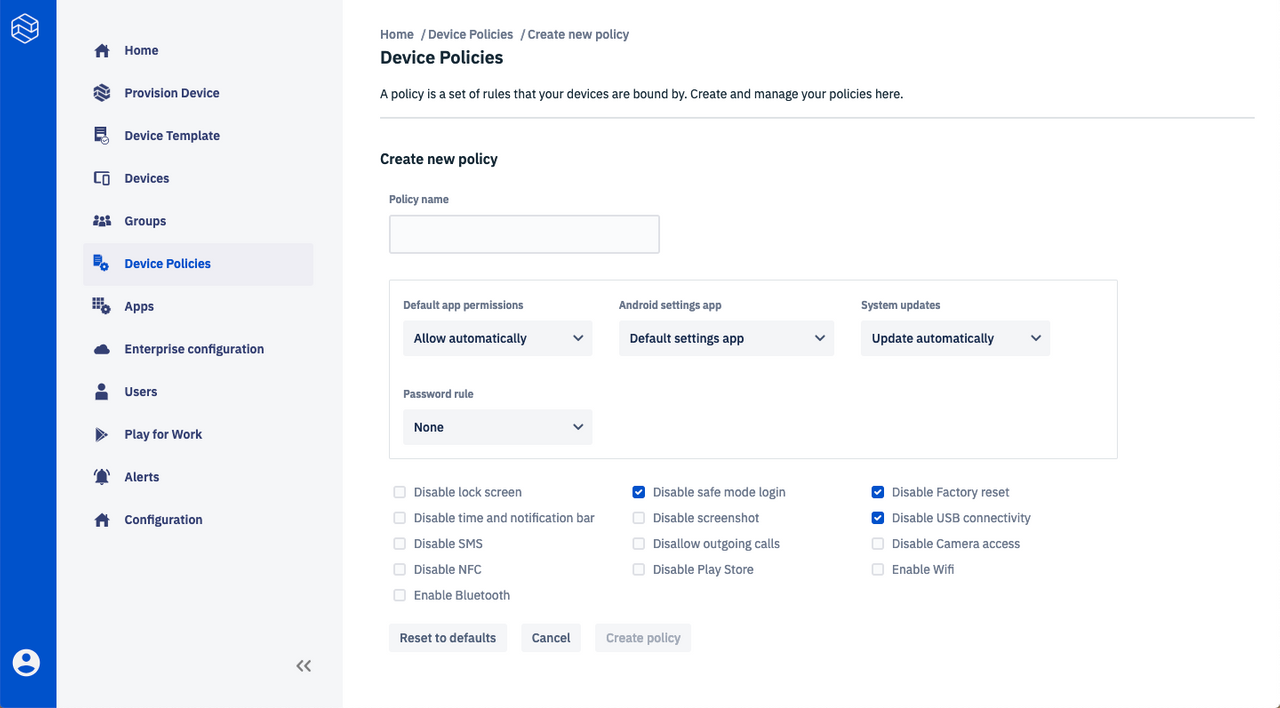 Home
Provision Device
Device Template
Devices
Groups
Device Policies
Apps
Enterprise configuration
Users
Play for Work
Alerts
Configuration
Home / Device Policies / Create new policy
Device Policies
A policy is a set of rules that your devices are bound by. Create and manage your policies here.
Create new policy
Policy name
Default app permissions Android settings app System updates
Allow automatically Default settings app Update automatically
Password rule
None
Disable lock screen Disable safe mode login Disable Factory reset
Disable time and notification bar Disable screenshot Disable USB connectivity
Disable SMS Disallow outgoing calls Disable Camera access
Disable NFC Disable Play Store Enable Wifi
Enable Bluetooth
Reset to defaults Cancel Create policy